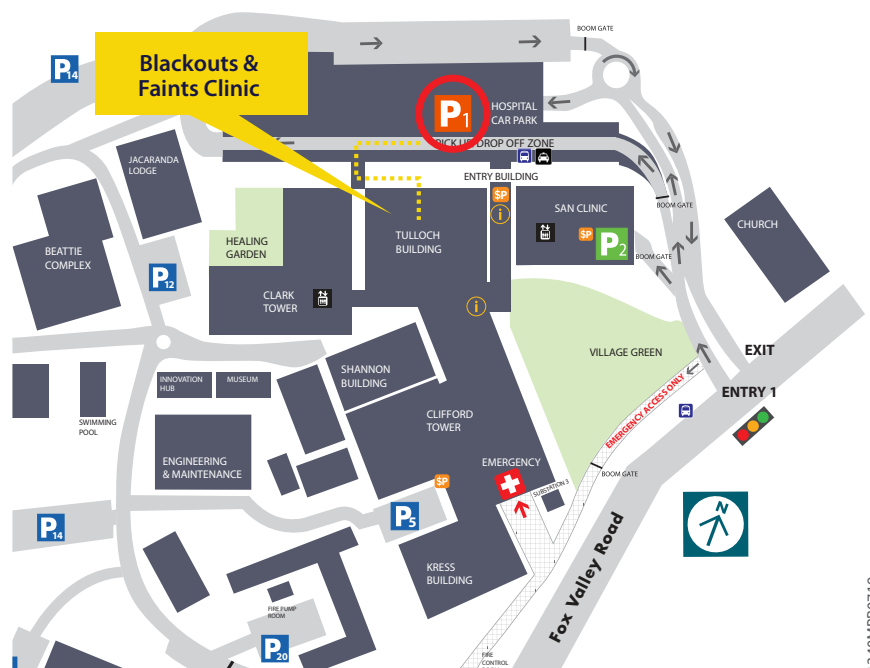 BOOM GATE
P14
Blackouts &
Faints Clinic
P1
HOSPITAL
CAR PARK
PICK UP/DROP OFF ZONE
JACARANDA
LODGE
ENTRY BUILDING
$P
i
SAN CLINIC
$P
P2
BOOM GATE
CHURCH
HEALING
GARDEN
TULLOCH
BUILDING
BEATTIE
COMPLEX
BOOM GATE
P12
CLARK
TOWER
i
VILLAGE GREEN
EXIT
SHANNON
BUILDING
INNOVATION
HUB
MUSEUM
ENTRY 1
EMERGENCY ACCESS ONLY
SWIMMING
POOL
CLIFFORD
TOWER
ENGINEERING
& MAINTENANCE
EMERGENCY
BOOM GATE
$P
SUBSTATION 3
N
P14
P5
Fox Valley Road
KRESS
BUILDING
FIRE PUMP
ROOM
P20
FIRE
CONTROL